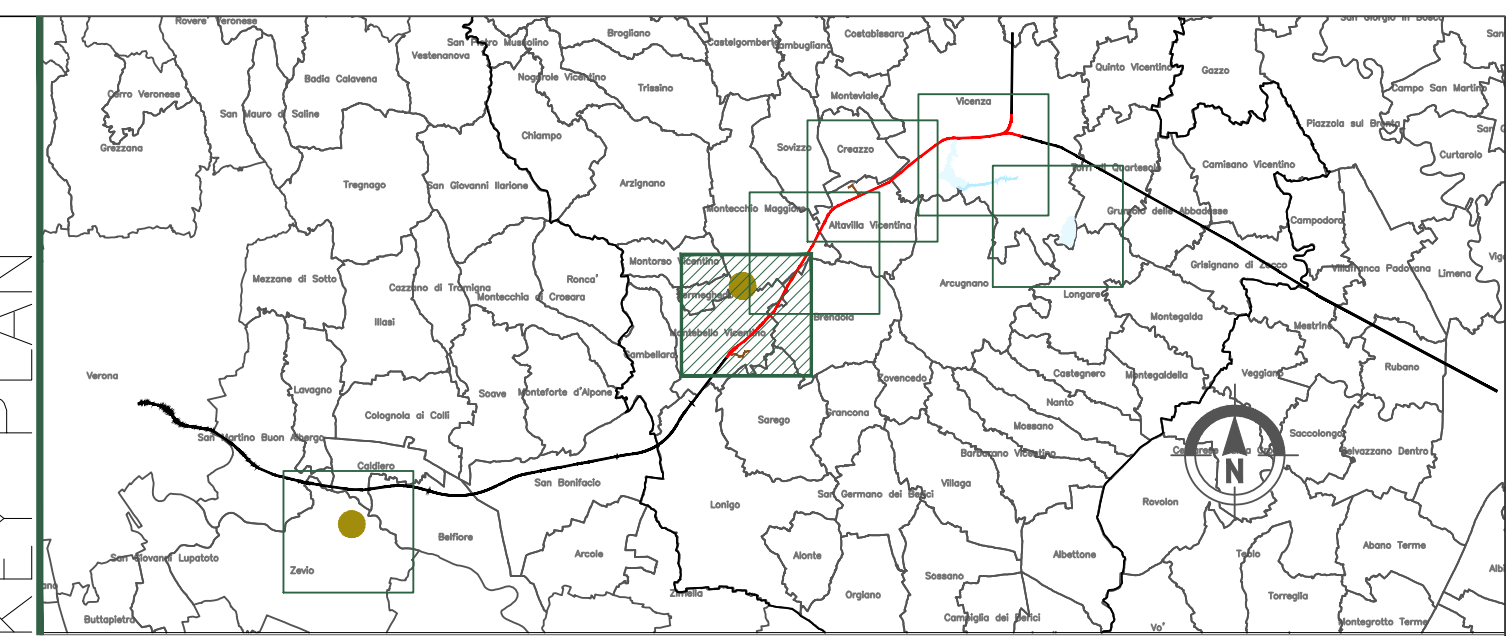 KEY PLAN
Rovere' Veronese
San Pietro Mussolino
Vestenanova
Brogliano
Castelgomberto
Gambugliano
Costabissara
San Giorgio in Bosco
Badia Calavena
Nogarole Vicentino
Trissino
Monteviale
Vicenza
Quinto Vicentino
Gazzo
Campo San Martino
Cerro Veronese
San Mauro di Saline
Chiampo
Piazzola sul Brenta
Grezzana
Sovizzo
Creazzo
Curtarolo
Tregnago
San Giovanni Ilarione
Arzignano
Torri di Quartesolo
Camisano Vicentino
Montecchio Maggiore
Altavilla Vicentina
Grumolo delle Abbadesse
Campodoro
Montorso Vicentino
Mezzane di Sotto
Cazzano di Tramigna
Montecchia di Crosara
Ronca'
Zermeghedo
Arcugnano
Longare
Grisignano di Zocco
Villafranca Padovana
Limena
Illasi
Montebello Vicentino
Brendola
Montegalda
Mestrino
Gambellara
Verona
Lavagno
Soave
Monteforte d'Alpone
Zovencedo
Castegnero
Montegaldella
Veggiano
Rubano
Colognola ai Colli
Sarego
Grancona
Nanto
Mossano
Saccolongo
San Martino Buon Albergo
Caldiero
Barbarano Vicentino
Selvazzano Dentro
N
San Bonifacio
Lonigo
San Germano dei Berici
Villaga
Rovolon
Belfiore
Arcole
Alonte
Albettone
Teolo
Abano Terme
San Giovanni Lupatoto
Zevio
Sossano
Zimella
Orgiano
Torreglia
Buttapietra
Campiglia dei Berici
Vo'
Montegrotto Terme